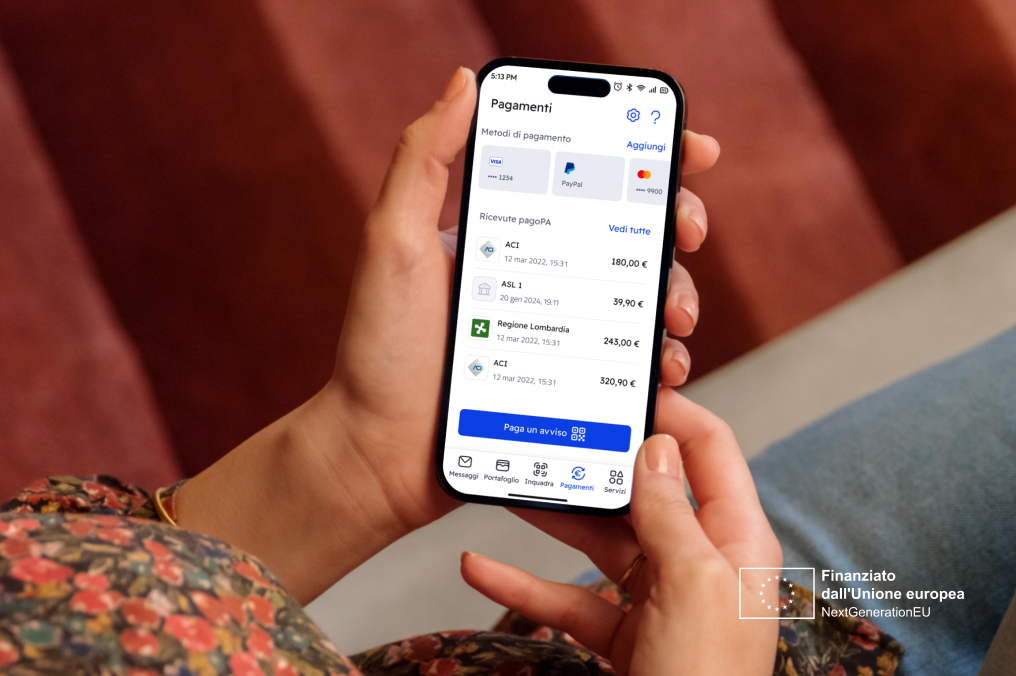 5:13 PM
Pagamenti
Metodi di pagamento
Aggiungi
VISA
•••• 1234
PayPal
•••• 9900
Ricevute pagoPA
Vedi tutte
ACI
12 mar 2022, 15:31
180,00 €
ASL 1
20 gen 2024, 19:11
39,90 €
Regione Lombardia
12 mar 2022, 15:31
243,00 €
ACI
12 mar 2022, 15:31
320,90 €
Paga un avviso
Messaggi
Portafoglio
Inquadra
Pagamenti
Servizi
Finanziato
dall'Unione europea
NextGenerationEU